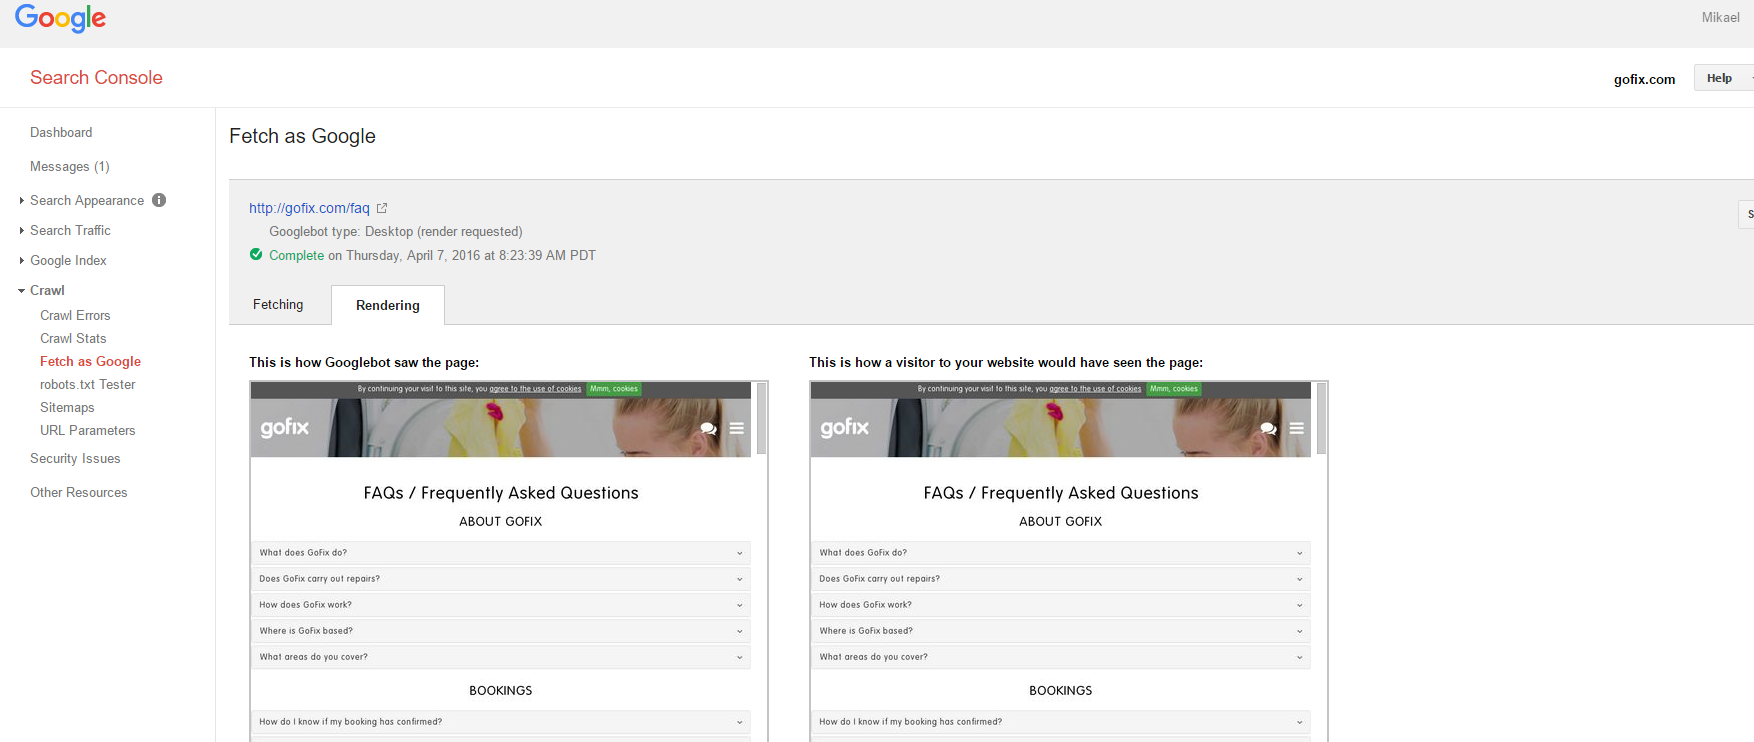 Google
Mikael
Search Console
gofix.com
Help
Dashboard
Messages (1)
Search Appearance
Search Traffic
Google Index
Crawl
Crawl Errors
Crawl Stats
Fetch as Google
robots.txt Tester
Sitemaps
URL Parameters
Security Issues
Other Resources
Fetch as Google
http://gofix.com/faq
Googlebot type: Desktop (render requested)
Complete on Thursday, April 7, 2016 at 8:23:39 AM PDT
S
Fetching
Rendering
This is how Googlebot saw the page:
By continuing your visit to this site, you agree to the use of cookies Mmm, cookies
gofix
FAQs / Frequently Asked Questions
ABOUT GOFIX
What does GoFix do?
Does GoFix carry out repairs?
How does GoFix work?
Where is GoFix based?
What areas do you cover?
BOOKINGS
How do I know if my booking has confirmed?
This is how a visitor to your website would have seen the page:
By continuing your visit to this site, you agree to the use of cookies Mmm, cookies
gofix
FAQs / Frequently Asked Questions
ABOUT GOFIX
What does GoFix do?
Does GoFix carry out repairs?
How does GoFix work?
Where is GoFix based?
What areas do you cover?
BOOKINGS
How do I know if my booking has confirmed?